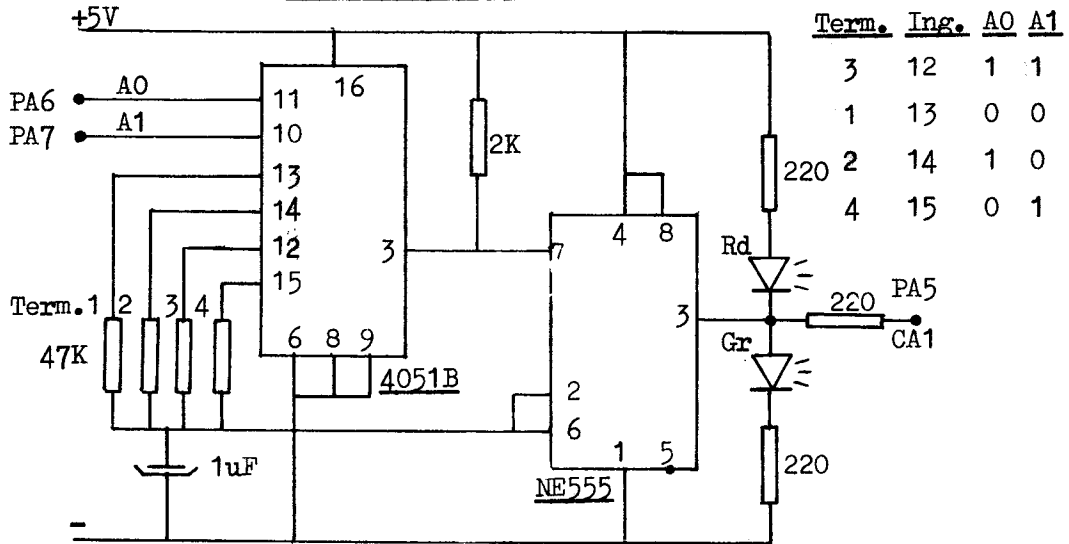 +5V
Term. Ing. A0 A1
3 12 1 1
1 13 0 0
2 14 1 0
4 15 0 1
PA6 A0 11 16
PA7 A1 10
13
14
12 3
15
2K
220
7 4 8
Rd
3
220 PA5
CA1
Gr
Term.1 2 3 4
47K
6 8 9
4051B
2
6
1 5
1uF
NE555
220
-